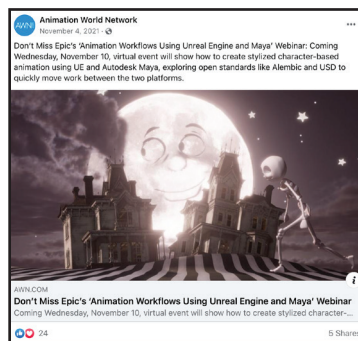 AWN
Animation World Network
November 4, 2021 ·
Don't Miss Epic's 'Animation Workflows Using Unreal Engine and Maya' Webinar: Coming
Wednesday, November 10, virtual event will show how to create stylized character-based
animation using UE and Autodesk Maya, exploring open standards like Alembic and USD to
quickly move work between the two platforms.
AWN.COM
Don't Miss Epic's 'Animation Workflows Using Unreal Engine and Maya' Webinar
Coming Wednesday, November 10, virtual event will show how to create stylized character-...
24
5 Shares